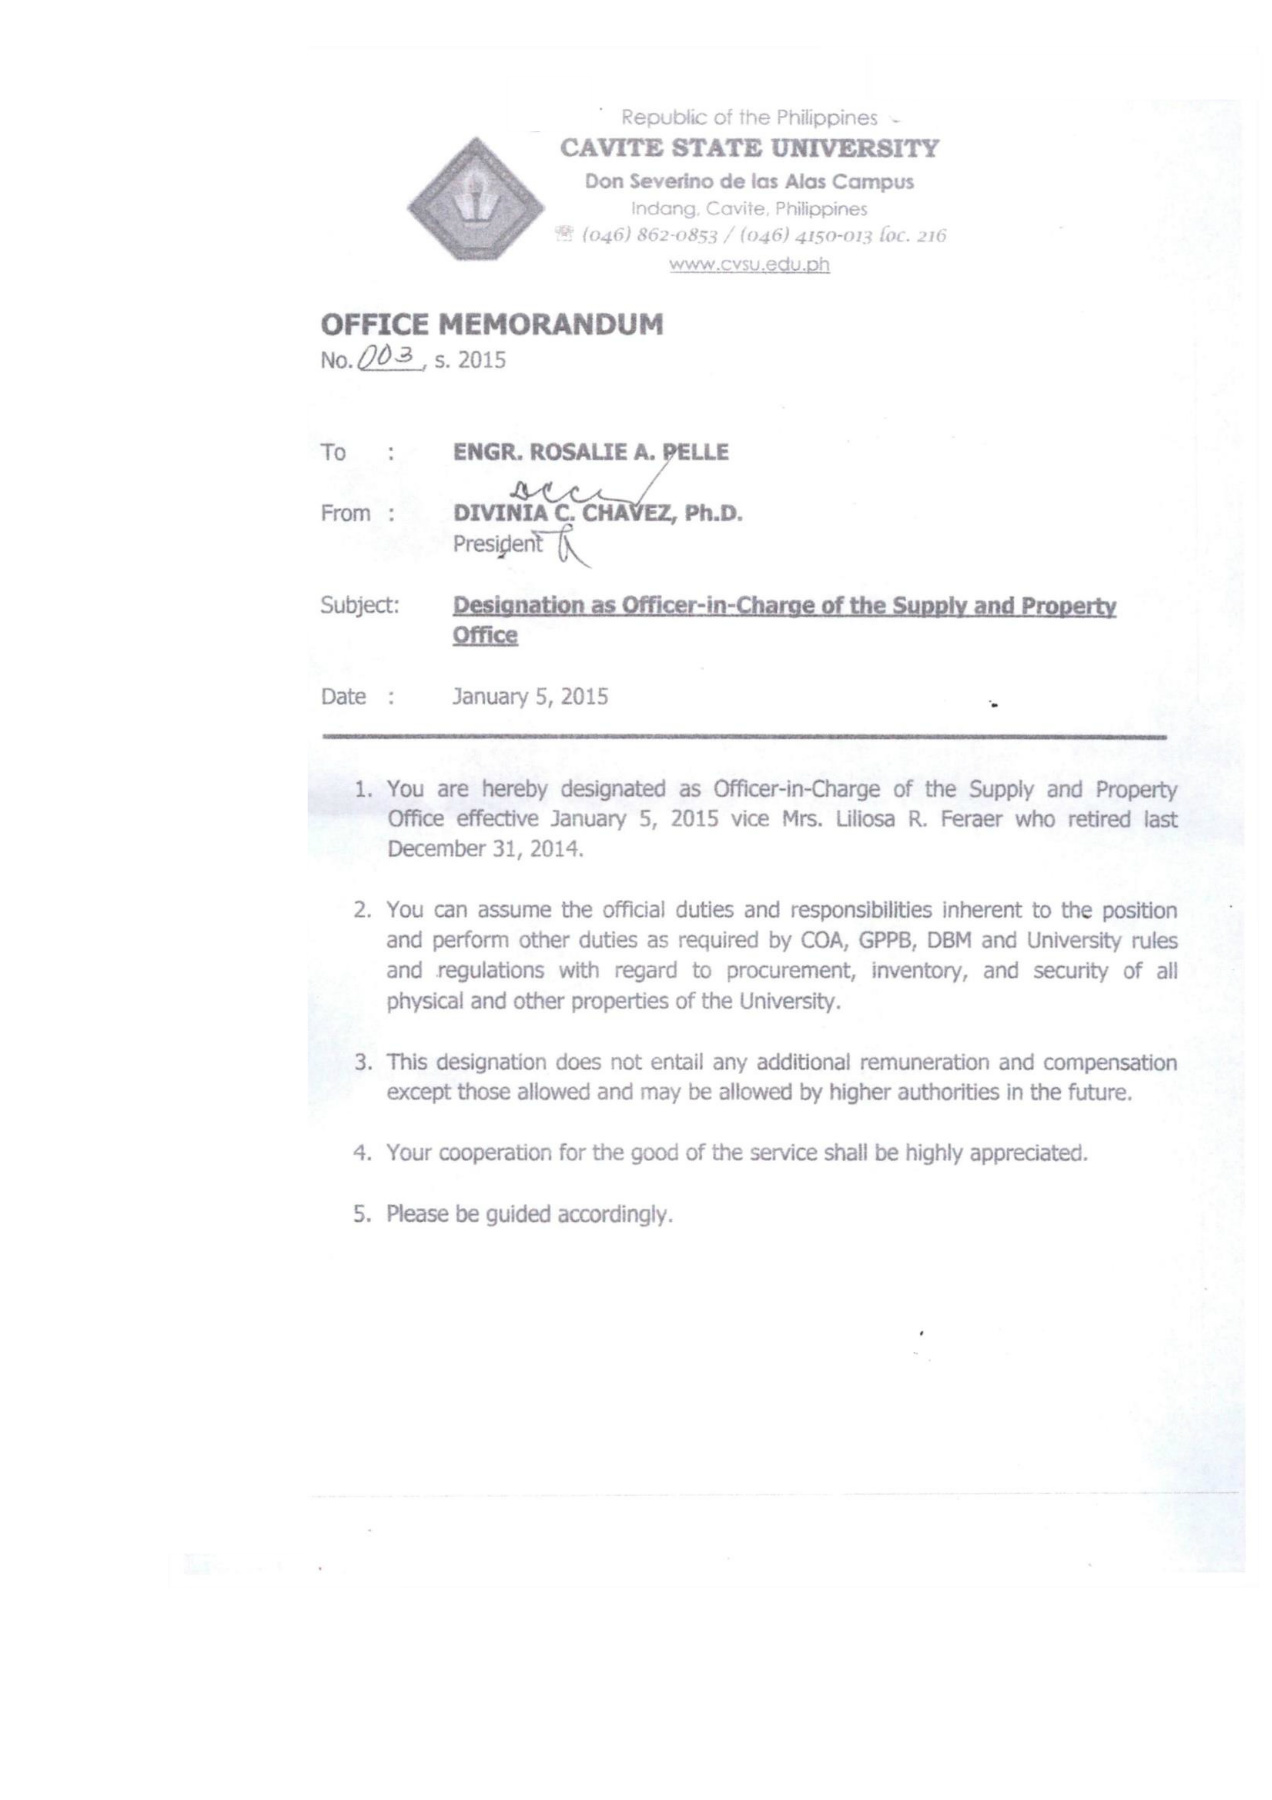 Republic of the Philippines
CAVITE STATE UNIVERSITY
Don Severino de las Alas Campus
Indang, Cavite, Philippines
☏ (046) 862-0853 / (046) 4150-013 loc. 216
www.cvsu.edu.ph
OFFICE MEMORANDUM
No. 003, s. 2015
To : ENGR. ROSALIE A. PELLE
From : DIVINIA C. CHAVEZ, Ph.D.
President
Subject: Designation as Officer-in-Charge of the Supply and Property
Office
Date : January 5, 2015
1. You are hereby designated as Officer-in-Charge of the Supply and Property
Office effective January 5, 2015 vice Mrs. Liliosa R. Feraer who retired last
December 31, 2014.
2. You can assume the official duties and responsibilities inherent to the position
and perform other duties as required by COA, GPPB, DBM and University rules
and regulations with regard to procurement, inventory, and security of all
physical and other properties of the University.
3. This designation does not entail any additional remuneration and compensation
except those allowed and may be allowed by higher authorities in the future.
4. Your cooperation for the good of the service shall be highly appreciated.
5. Please be guided accordingly.